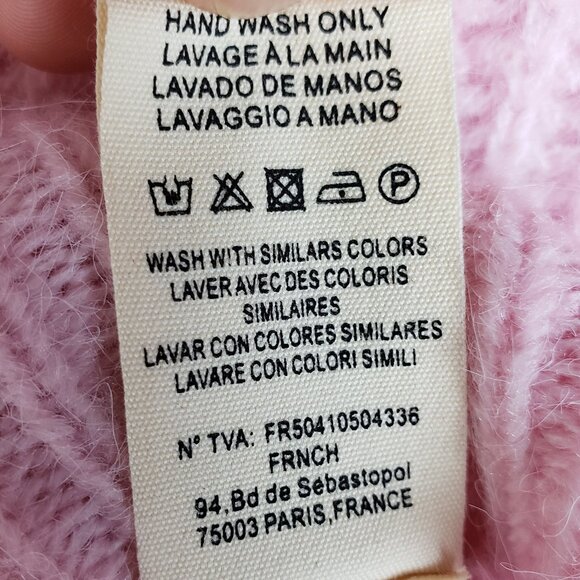 HAND WASH ONLY
LAVAGE À LA MAIN
LAVADO DE MANOS
LAVAGGIO A MANO
P
WASH WITH SIMILARS COLORS
LAVER AVEC DES COLORIS
SIMILAIRES
LAVAR CON COLORES SIMILARES
LAVARE CON COLORI SIMILI
N° TVA: FR50410504336
FRNCH
94,Bd de Sébastopol
75003 PARIS,FRANCE